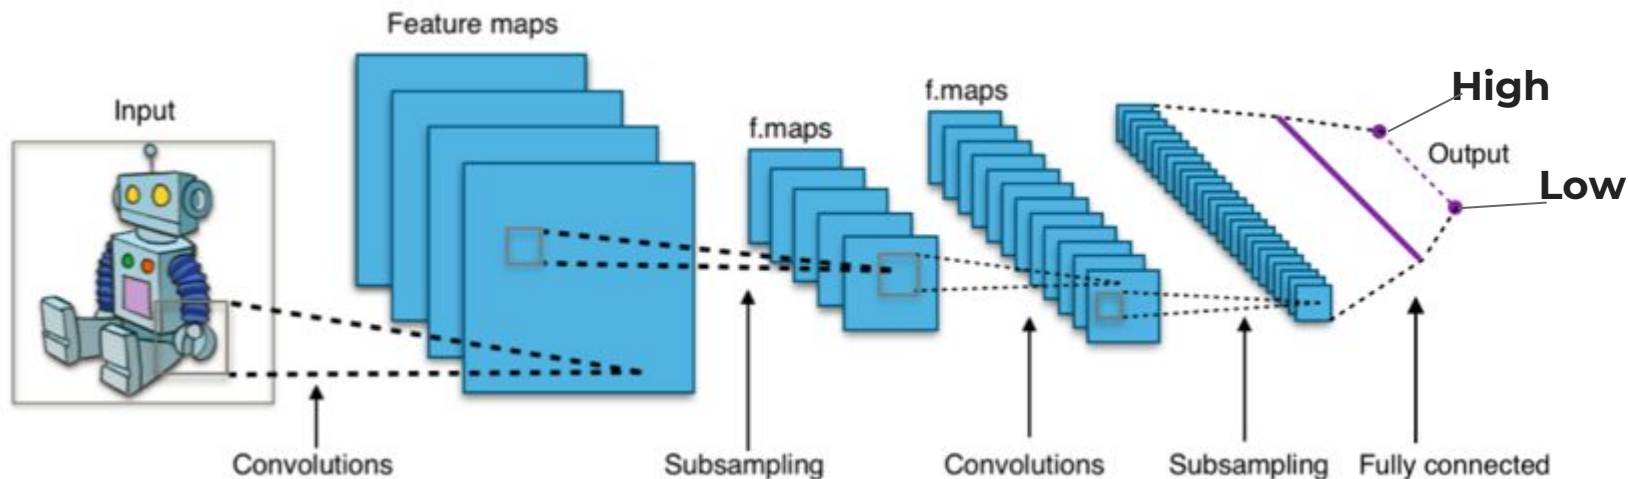 Feature maps
Input
f.maps
f.maps
High
Output
Low
Convolutions
Subsampling
Convolutions
Subsampling
Fully connected